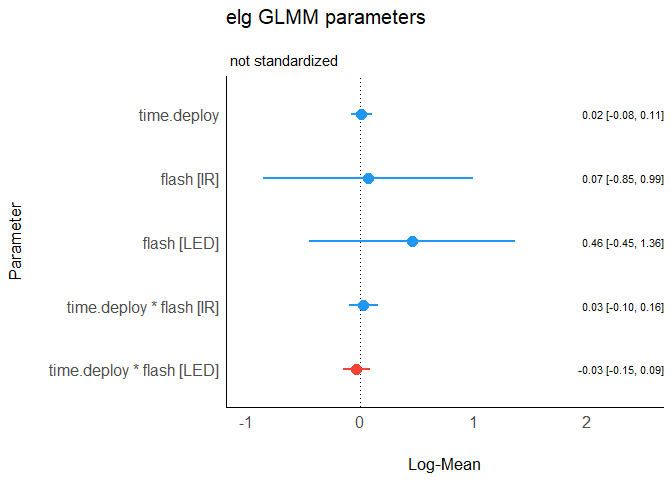 elg GLMM parameters
not standardized
time.deploy 0.02 [-0.08, 0.11]
flash [IR] 0.07 [-0.85, 0.99]
flash [LED] 0.46 [-0.45, 1.36]
time.deploy * flash [IR] 0.03 [-0.10, 0.16]
time.deploy * flash [LED] -0.03 [-0.15, 0.09]
Parameter
-1 0 1 2
Log-Mean